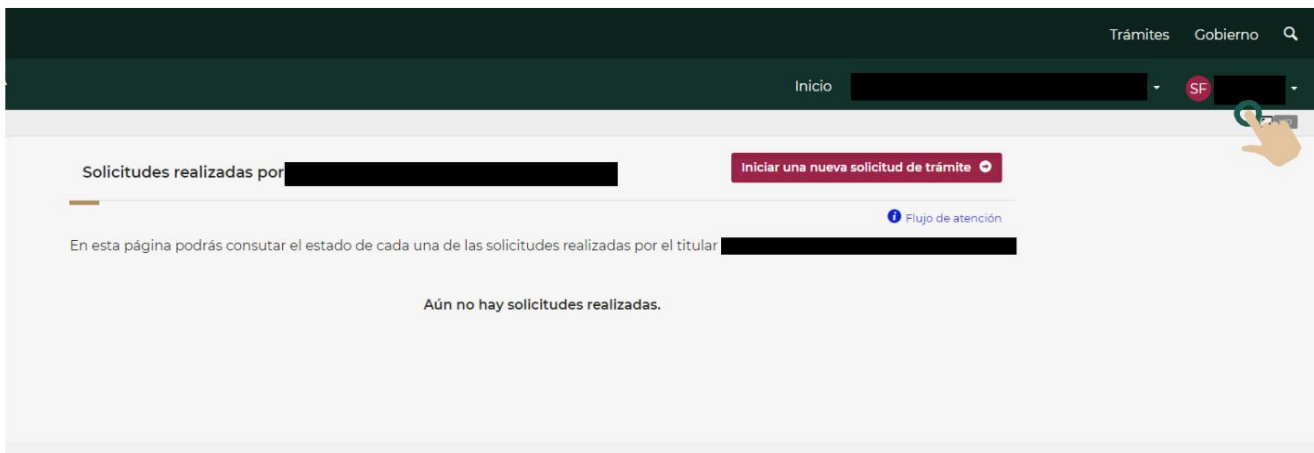 Trámites Gobierno
Inicio SF
Solicitudes realizadas por
Iniciar una nueva solicitud de trámite
Flujo de atención
En esta página podrás consutar el estado de cada una de las solicitudes realizadas por el titular
Aún no hay solicitudes realizadas.